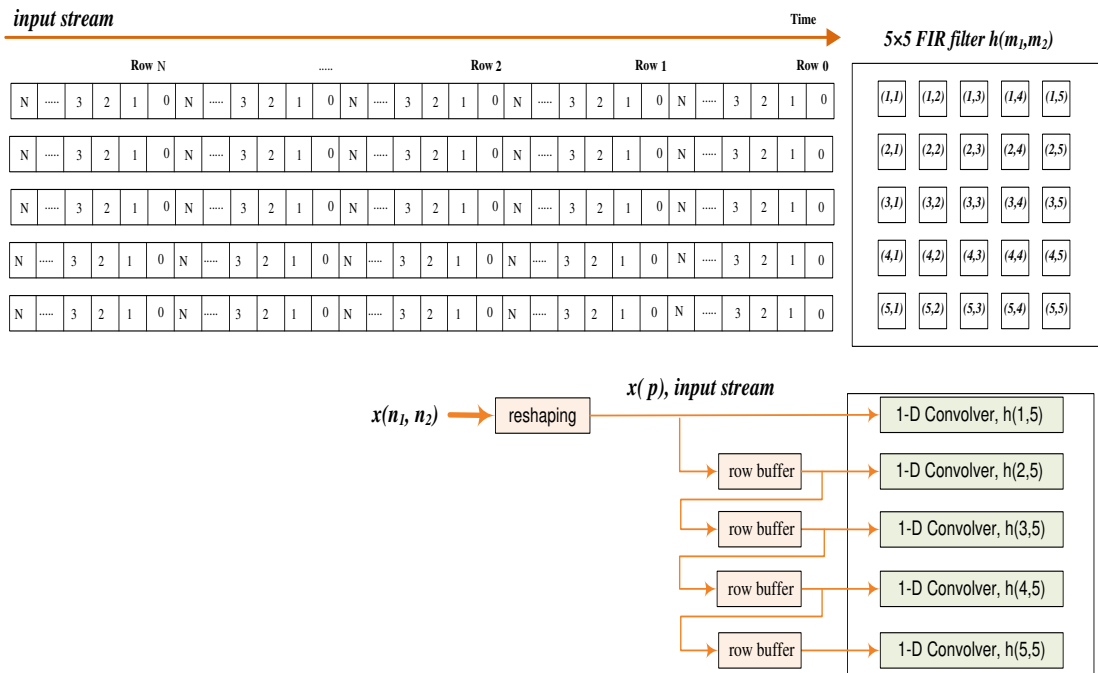 input stream
Time
5×5 FIR filter h(m₁,m₂)
Row N ..... Row 2 Row 1 Row 0
N ..... 3 2 1 0 N ..... 3 2 1 0 N ..... 3 2 1 0 N ..... 3 2 1 0 N ..... 3 2 1 0
(1,1) (1,2) (1,3) (1,4) (1,5)
N ..... 3 2 1 0 N ..... 3 2 1 0 N ..... 3 2 1 0 N ..... 3 2 1 0 N ..... 3 2 1 0
(2,1) (2,2) (2,3) (2,4) (2,5)
N ..... 3 2 1 0 N ..... 3 2 1 0 N ..... 3 2 1 0 N ..... 3 2 1 0 N ..... 3 2 1 0
(3,1) (3,2) (3,3) (3,4) (3,5)
N ..... 3 2 1 0 N ..... 3 2 1 0 N ..... 3 2 1 0 N ..... 3 2 1 0 N ..... 3 2 1 0
(4,1) (4,2) (4,3) (4,4) (4,5)
N ..... 3 2 1 0 N ..... 3 2 1 0 N ..... 3 2 1 0 N ..... 3 2 1 0 N ..... 3 2 1 0
(5,1) (5,2) (5,3) (5,4) (5,5)
x( p), input stream
x(n₁, n₂)
reshaping
1-D Convolver, h(1,5)
row buffer
1-D Convolver, h(2,5)
row buffer
1-D Convolver, h(3,5)
row buffer
1-D Convolver, h(4,5)
row buffer
1-D Convolver, h(5,5)